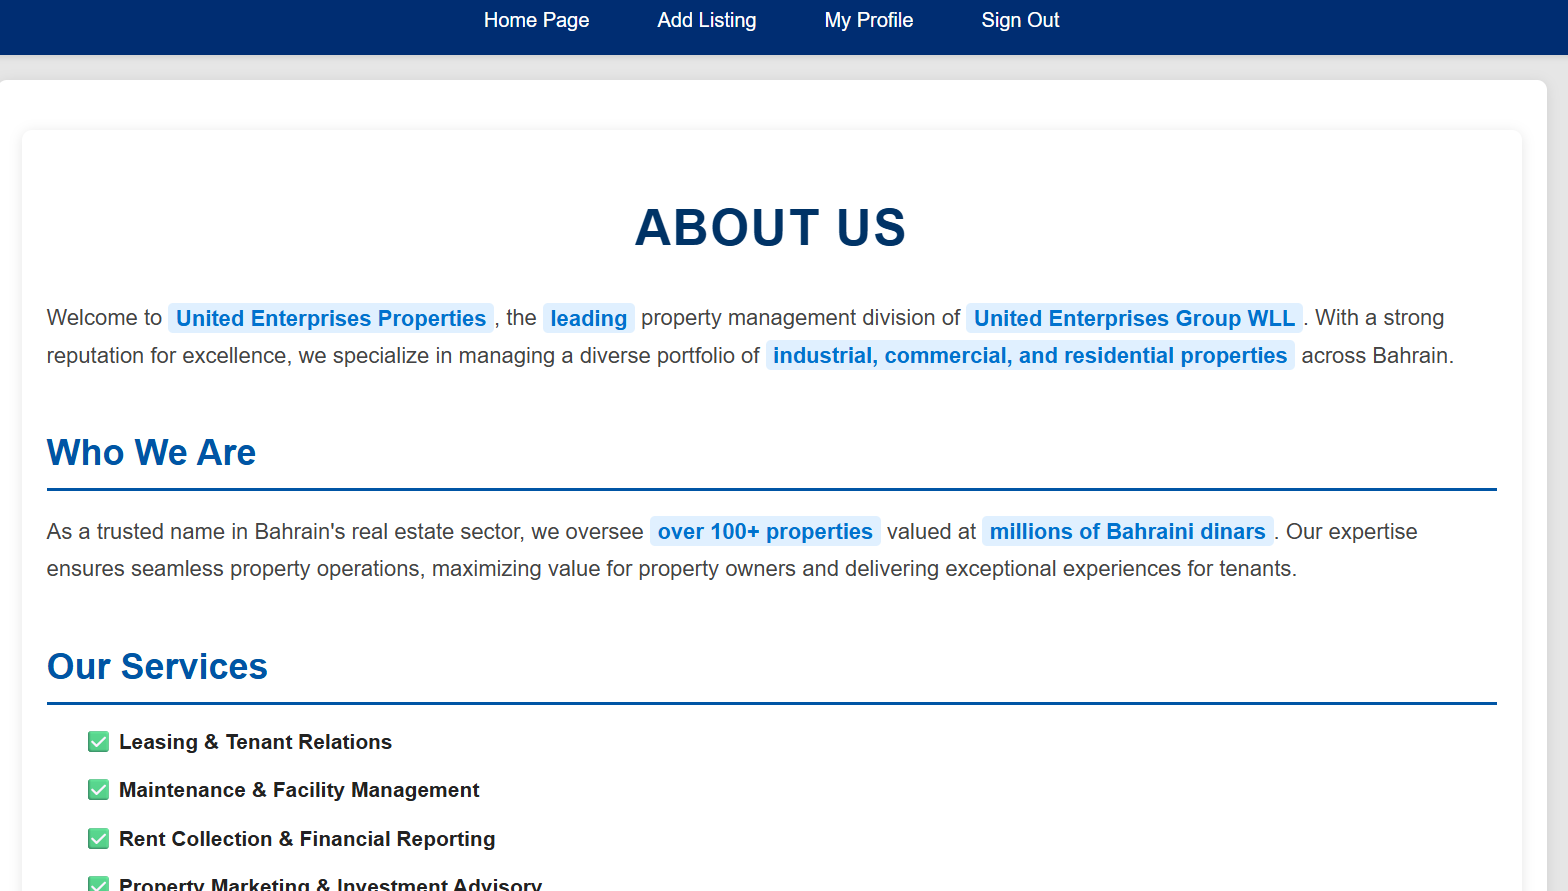 Home Page Add Listing My Profile Sign Out
ABOUT US
Welcome to United Enterprises Properties, the leading property management division of United Enterprises Group WLL. With a strong
reputation for excellence, we specialize in managing a diverse portfolio of industrial, commercial, and residential properties across Bahrain.
Who We Are
As a trusted name in Bahrain's real estate sector, we oversee over 100+ properties valued at millions of Bahraini dinars. Our expertise
ensures seamless property operations, maximizing value for property owners and delivering exceptional experiences for tenants.
Our Services
✅ Leasing & Tenant Relations
✅ Maintenance & Facility Management
✅ Rent Collection & Financial Reporting
✅ Property Marketing & Investment Advisory